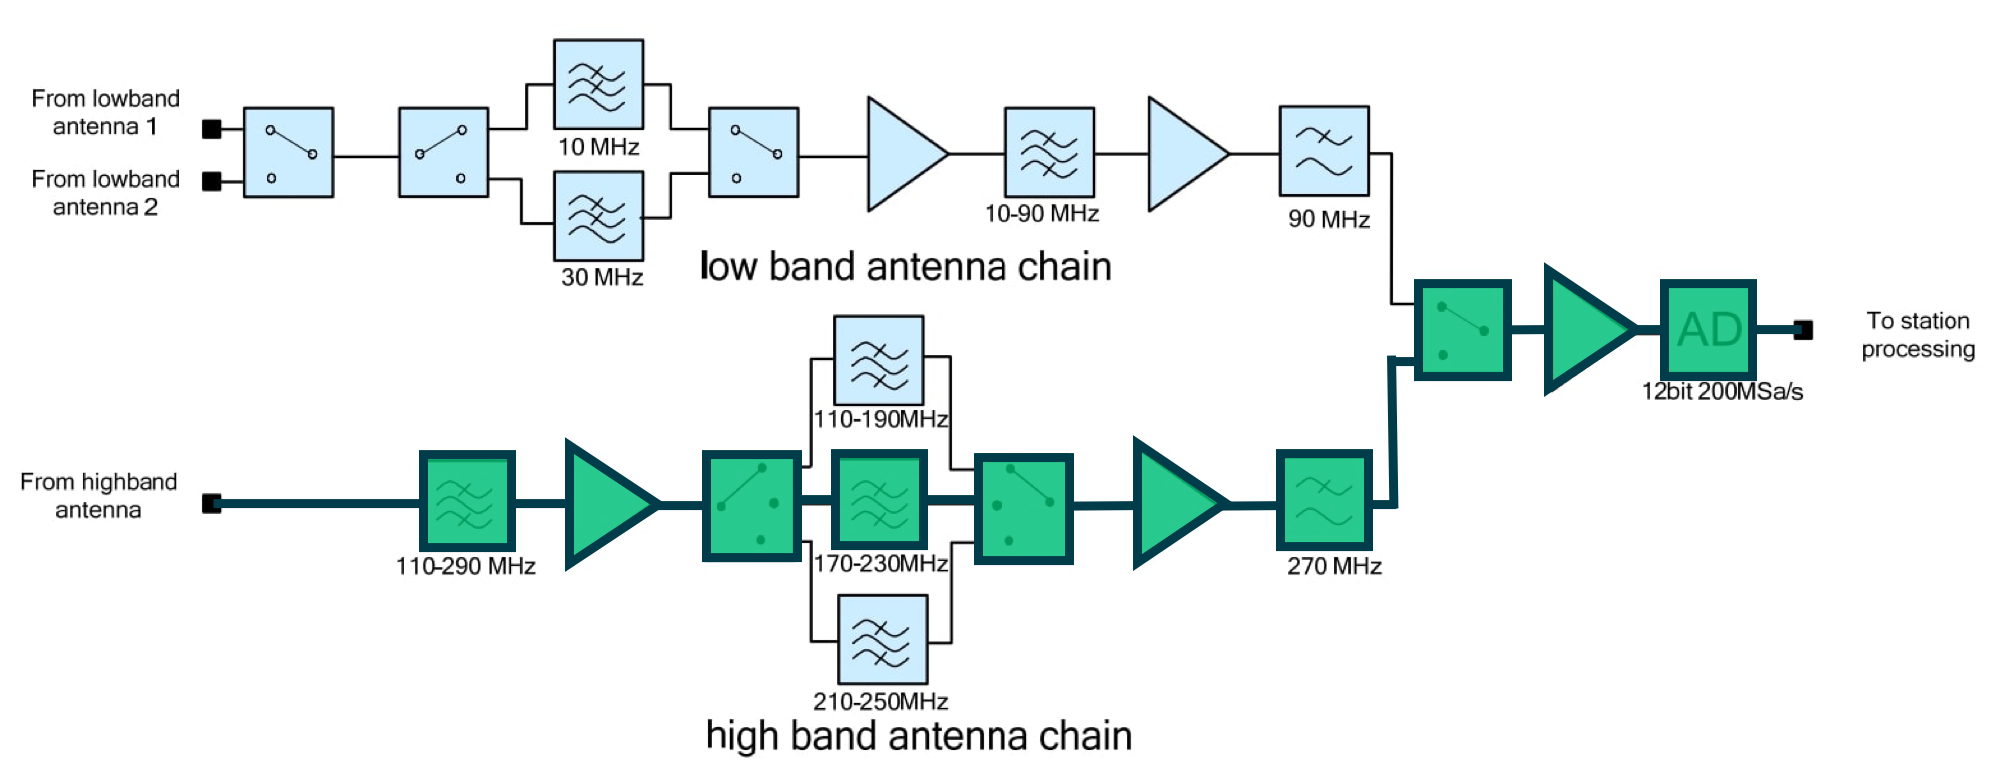 From lowband
antenna 1
From lowband
antenna 2
10 MHz
30 MHz
10-90 MHz
90 MHz
low band antenna chain
110-190MHz
AD
12bit 200MSa/s
To station
processing
From highband
antenna
110-290 MHz
170-230MHz
270 MHz
210-250MHz
high band antenna chain